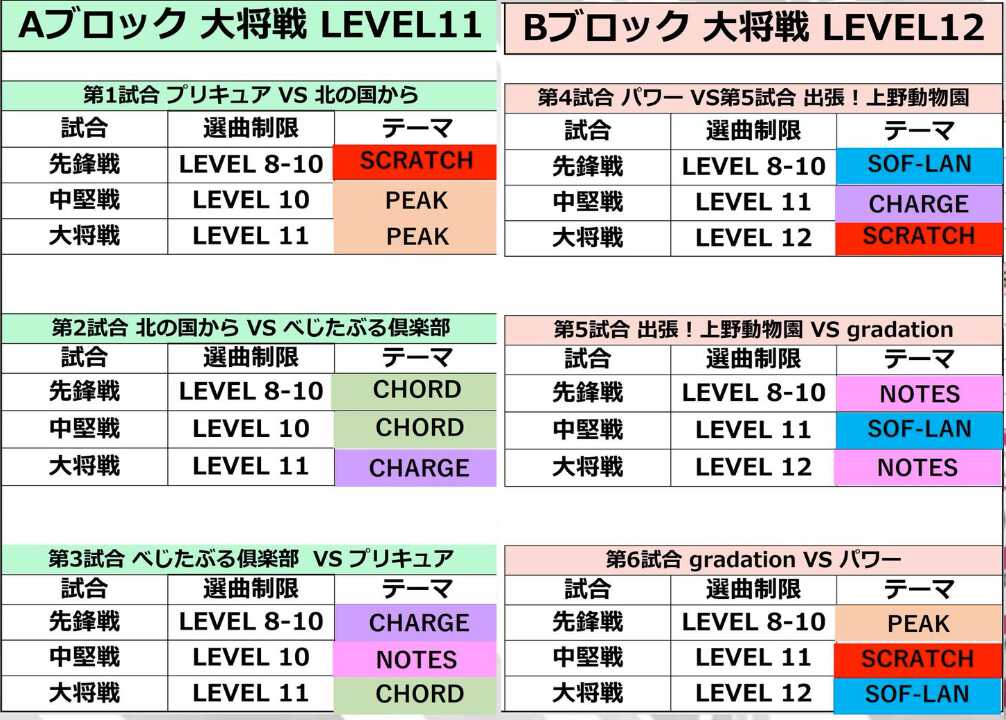 Aブロック 大将戦 LEVEL11
第1試合 プリキュア VS 北の国から
試合 選曲制限 テーマ
先鋒戦 LEVEL 8-10 SCRATCH
中堅戦 LEVEL 10 PEAK
大将戦 LEVEL 11 PEAK
第2試合 北の国から VS べじたぶる倶楽部
試合 選曲制限 テーマ
先鋒戦 LEVEL 8-10 CHORD
中堅戦 LEVEL 10 CHORD
大将戦 LEVEL 11 CHARGE
第3試合 べじたぶる倶楽部 VS プリキュア
試合 選曲制限 テーマ
先鋒戦 LEVEL 8-10 CHARGE
中堅戦 LEVEL 10 NOTES
大将戦 LEVEL 11 CHORD
Bブロック 大将戦 LEVEL12
第4試合 パワー VS第5試合 出張！上野動物園
試合 選曲制限 テーマ
先鋒戦 LEVEL 8-10 SOF-LAN
中堅戦 LEVEL 11 CHARGE
大将戦 LEVEL 12 SCRATCH
第5試合 出張！上野動物園 VS gradation
試合 選曲制限 テーマ
先鋒戦 LEVEL 8-10 NOTES
中堅戦 LEVEL 11 SOF-LAN
大将戦 LEVEL 12 NOTES
第6試合 gradation VS パワー
試合 選曲制限 テーマ
先鋒戦 LEVEL 8-10 PEAK
中堅戦 LEVEL 11 SCRATCH
大将戦 LEVEL 12 SOF-LAN